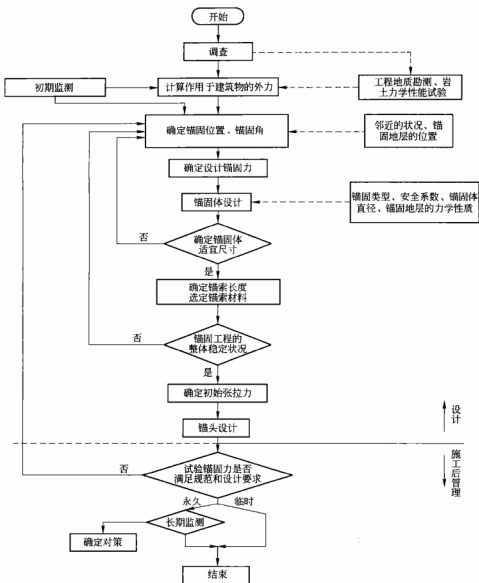 开始
调查
初期监测
计算作用于建筑物的外力
工程地质勘测、岩
土力学性能试验
确定锚固位置、锚固角
邻近的状况、锚
固地层的位置
确定设计锚固力
锚固体设计
锚固类型、安全系数、锚固体
直径、锚固地层的力学性质
否
确定锚固体
适宜尺寸
是
确定锚索长度
选定锚索材料
否
锚固工程的
整体稳定状况
是
确定初始张拉力
锚头设计
设计
施工后管理
否
试验锚固力是否
满足规范和设计要求
永久
临时
长期监测
确定对策
结束